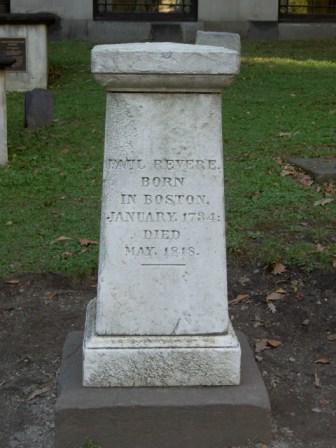 PAUL REVERE.
BORN
IN BOSTON.
JANUARY. 1734:
DIED
MAY. 1818.